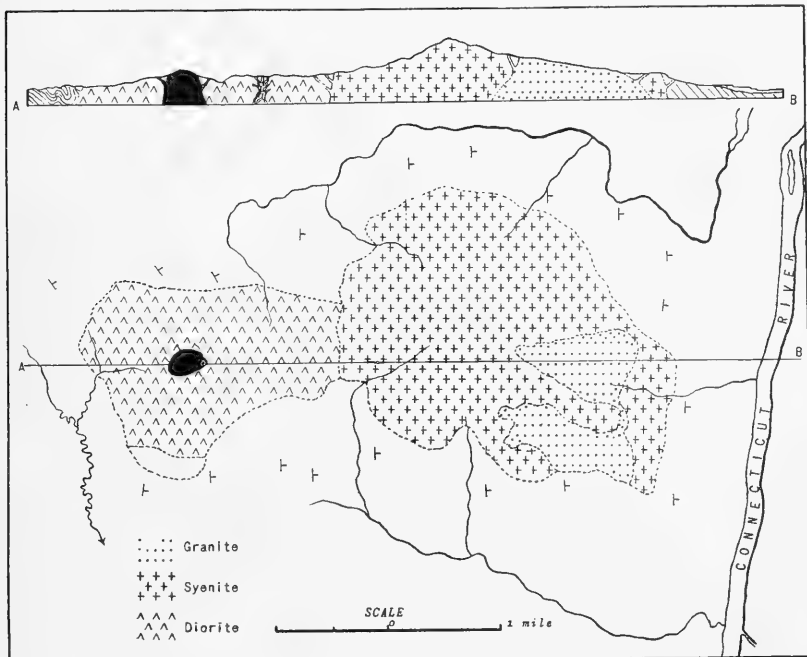 A
B
A
B
CONNECTICUT RIVER
Granite
Syenite
Diorite
SCALE
0
1 mile